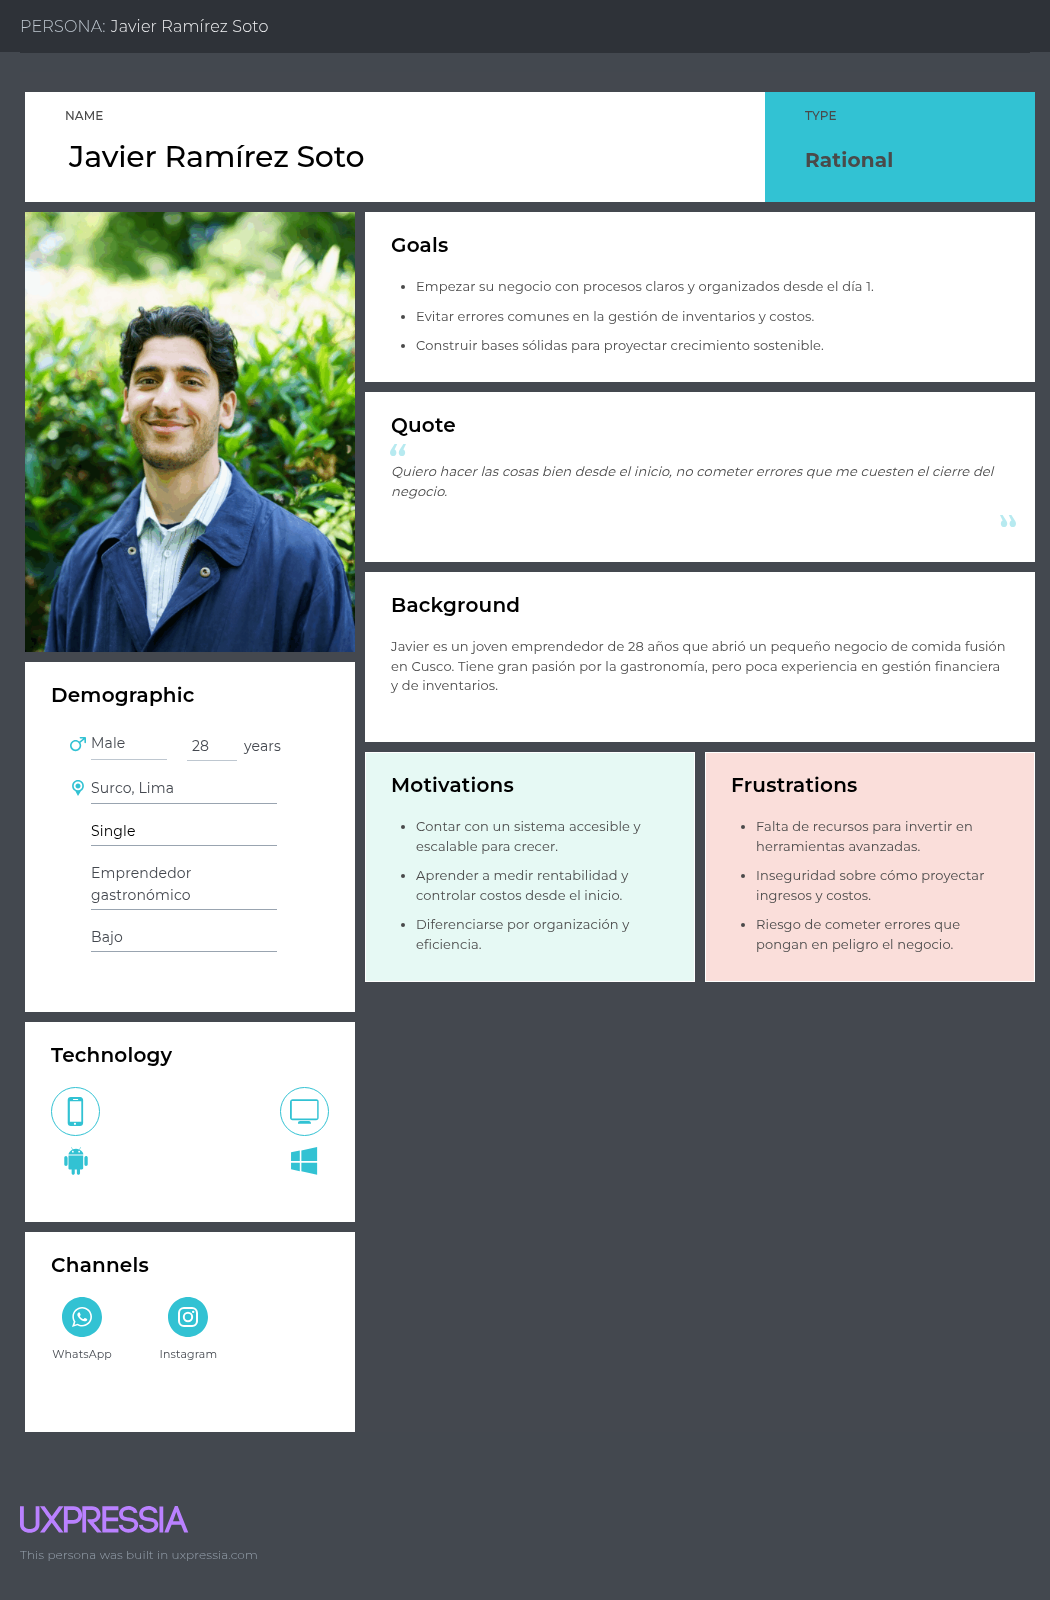 PERSONA: Javier Ramírez Soto
NAME
Javier Ramírez Soto
TYPE
Rational
Goals
• Empezar su negocio con procesos claros y organizados desde el día 1.
• Evitar errores comunes en la gestión de inventarios y costos.
• Construir bases sólidas para proyectar crecimiento sostenible.
Quote
“
Quiero hacer las cosas bien desde el inicio, no cometer errores que me cuesten el cierre del
negocio.
”
Background
Javier es un joven emprendedor de 28 años que abrió un pequeño negocio de comida fusión
en Cusco. Tiene gran pasión por la gastronomía, pero poca experiencia en gestión financiera
y de inventarios.
Demographic
Male 28 years
Surco, Lima
Single
Emprendedor
gastronómico
Bajo
Motivations
• Contar con un sistema accesible y
escalable para crecer.
• Aprender a medir rentabilidad y
controlar costos desde el inicio.
• Diferenciarse por organización y
eficiencia.
Frustrations
• Falta de recursos para invertir en
herramientas avanzadas.
• Inseguridad sobre cómo proyectar
ingresos y costos.
• Riesgo de cometer errores que
pongan en peligro el negocio.
Technology
Channels
WhatsApp Instagram
UXPRESSIA
This persona was built in uxpressia.com